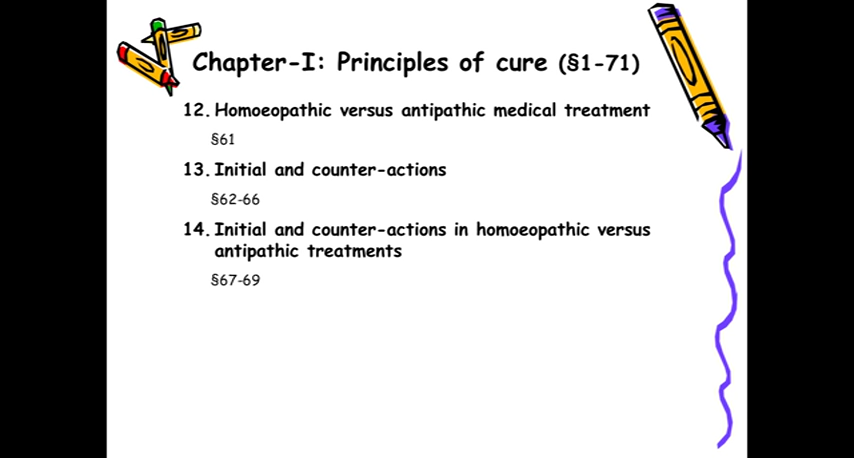 Chapter-I: Principles of cure (§1-71)
12. Homoeopathic versus antipathic medical treatment
§61
13. Initial and counter-actions
§62-66
14. Initial and counter-actions in homoeopathic versus
antipathic treatments
§67-69